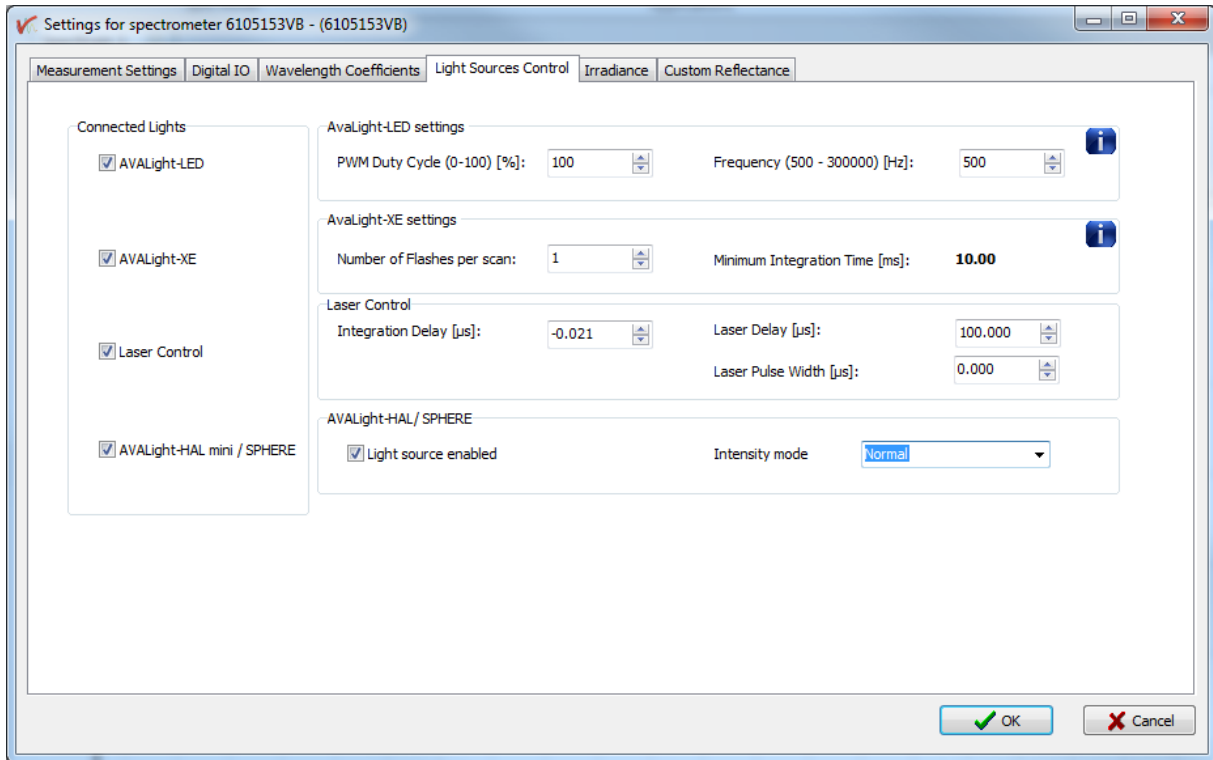 Settings for spectrometer 6105153VB - (6105153VB)
Measurement Settings Digital IO Wavelength Coefficients Light Sources Control Irradiance Custom Reflectance
Connected Lights
AVALight-LED
AVALight-XE
Laser Control
AVALight-HAL mini / SPHERE
AvaLight-LED settings
PWM Duty Cycle (0-100) [%]: 100 Frequency (500 - 300000) [Hz]: 500
i
AvaLight-XE settings
Number of Flashes per scan: 1 Minimum Integration Time [ms]: 10.00
i
Laser Control
Integration Delay [µs]: -0.021 Laser Delay [µs]: 100.000
Laser Pulse Width [µs]: 0.000
AVALight-HAL/ SPHERE
Light source enabled Intensity mode Normal
OK Cancel